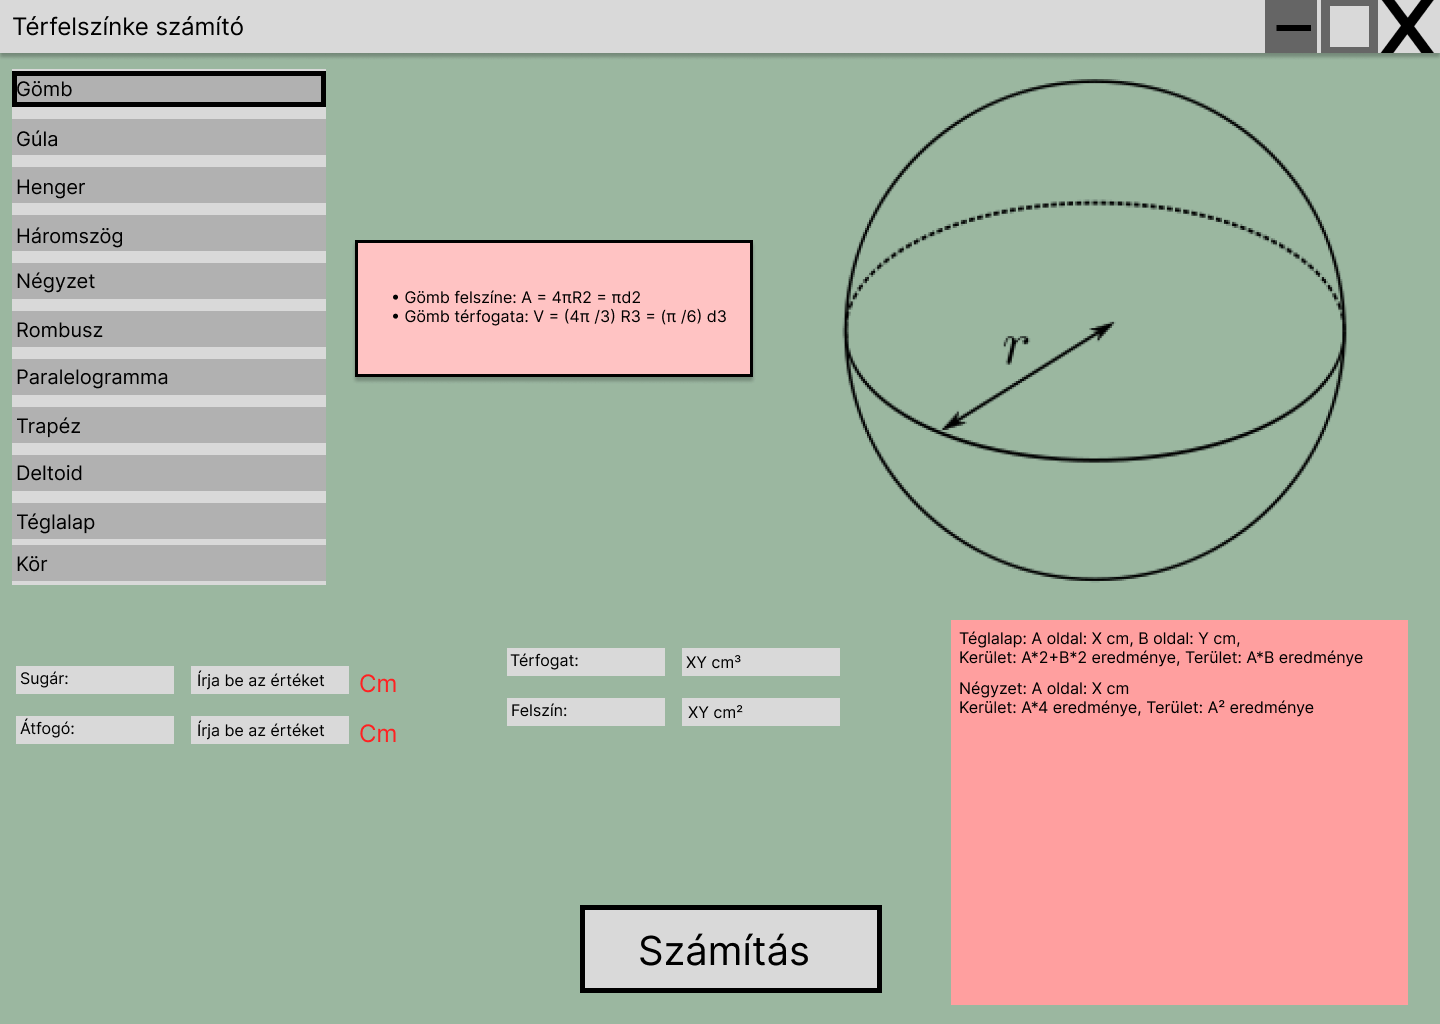 Térfelszínke számító
Gömb
Gúla
Henger
Háromszög
Négyzet
Rombusz
Paralelogramma
Trapéz
Deltoid
Téglalap
Kör
• Gömb felszíne: A = 4πR2 = πd2
• Gömb térfogata: V = (4π /3) R3 = (π /6) d3
r
Sugár:
Írja be az értéket
Cm
Átfogó:
Írja be az értéket
Cm
Térfogat:
XY cm³
Felszín:
XY cm²
Téglalap: A oldal: X cm, B oldal: Y cm,
Kerület: A*2+B*2 eredménye, Terület: A*B eredménye
Négyzet: A oldal: X cm
Kerület: A*4 eredménye, Terület: A² eredménye
Számítás